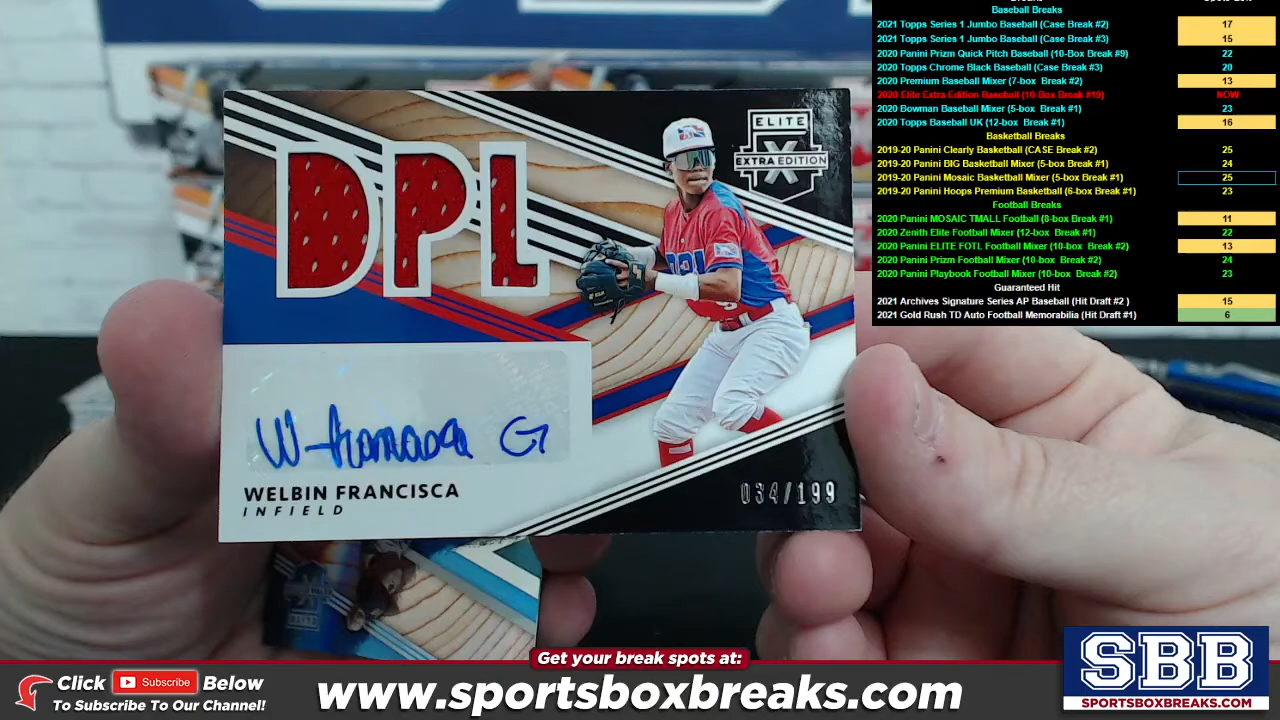 Baseball Breaks
2021 Topps Series 1 Jumbo Baseball (Case Break #2) 17
2021 Topps Series 1 Jumbo Baseball (Case Break #3) 15
2020 Panini Prizm Quick Pitch Baseball (10-Box Break #9) 22
2020 Topps Chrome Black Baseball (Case Break #3) 20
2020 Premium Baseball Mixer (7-box Break #2) 13
2020 Elite Extra Edition Baseball (10-Box Break #19) NOW
2020 Bowman Baseball Mixer (5-box Break #1) 23
2020 Topps Baseball UK (12-box Break #1) 16
Basketball Breaks
2019-20 Panini Clearly Basketball (CASE Break #2) 25
2019-20 Panini BIG Basketball Mixer (5-box Break #1) 24
2019-20 Panini Mosaic Basketball Mixer (5-box Break #1) 25
2019-20 Panini Hoops Premium Basketball (6-box Break #1) 23
Football Breaks
2020 Panini MOSAIC TMALL Football (8-box Break #1) 11
2020 Zenith Elite Football Mixer (12-box Break #1) 22
2020 Panini ELITE FOTL Football Mixer (10-box Break #2) 13
2020 Panini Prizm Football Mixer (10-box Break #2) 24
2020 Panini Playbook Football Mixer (10-box Break #2) 23
Guaranteed Hit
2021 Archives Signature Series AP Baseball (Hit Draft #2 ) 15
2021 Gold Rush TD Auto Football Memorabilia (Hit Draft #1) 6
ELITE
X
EXTRA EDITION
DPL
WELBIN FRANCISCA
INFIELD
034/199
Get your break spots at:
Click Subscribe Below
To Subscribe To Our Channel!
www.sportsboxbreaks.com
SBB
SPORTSBOXBREAKS.COM